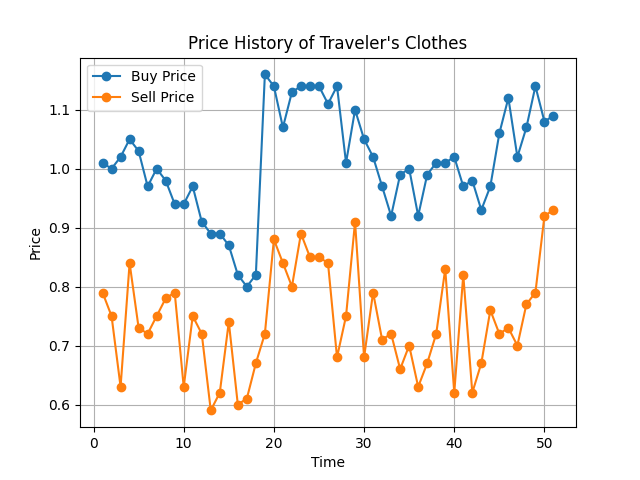 Price History of Traveler's Clothes
Buy Price
Sell Price
1.1
1.0
0.9
0.8
0.7
0.6
Price
0 10 20 30 40 50
Time